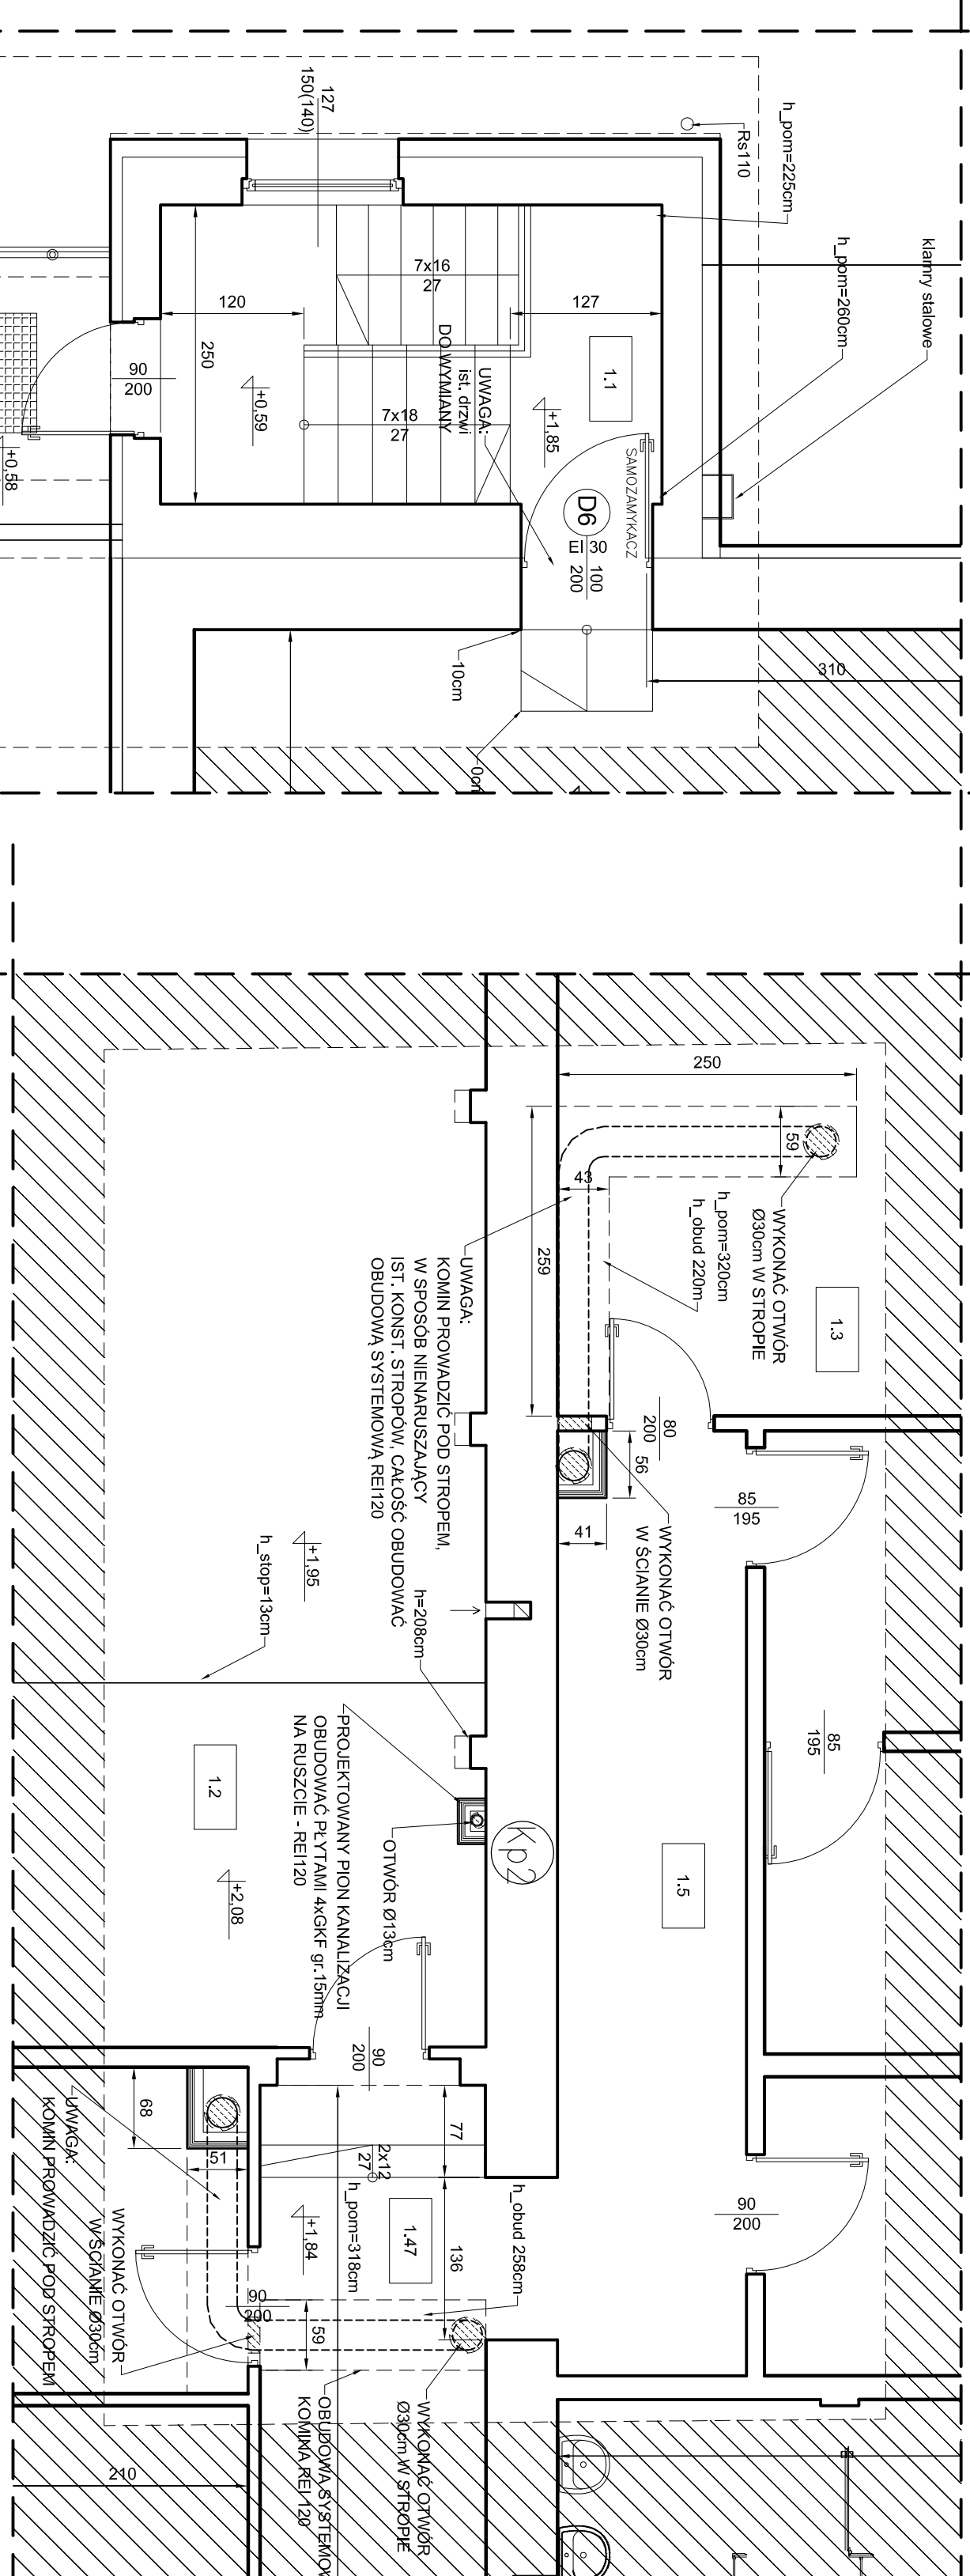 127
150(140)
Rs110
h_pom=225cm
h_pom=260cm
klamry stalowe
7x16
27
120
127
250
1.1
90
200
+0,59
+0,58
UWAGA:
ist. drzwi
DO WYMIANY
7x18
27
+1,85
SAMOZAMYKACZ
D6
EI 30
100
200
10cm
0cm
310
250
59
43
259
WYKONAĆ OTWÓR
Ø30cm W STROPIE
h_pom=320cm
h_obud 220m
1.3
UWAGA:
KOMIN PROWADZIĆ POD STROPEM,
W SPOSÓB NIENARUSZAJĄCY
IST. KONST. STROPÓW, CAŁOŚĆ OBUDOWAĆ
OBUDOWĄ SYSTEMOWĄ REI120
80
200
56
41
85
195
WYKONAĆ OTWÓR
W ŚCIANIE Ø30cm
+1,95
h_stop=13cm
h=208cm
85
195
PROJEKTOWANY PION KANALIZACJI
OBUDOWAĆ PŁYTAMI 4xGKF gr.15mm
NA RUSZCIE - REI120
1.2
Kp2
1.5
OTWÓR Ø13cm
+2,08
90
200
68
51
77
2x12
27
h_pom=318cm
h_obud 258cm
1.47
+1,84
136
90
200
UWAGA:
KOMIN PROWADZIĆ POD STROPEM
WYKONAĆ OTWÓR
W ŚCIANIE Ø30cm
90
200
59
WYKONAĆ OTWÓR
Ø30cm W STROPIE
OBUDOWA SYSTEMOW
KOMINA REI 120
210